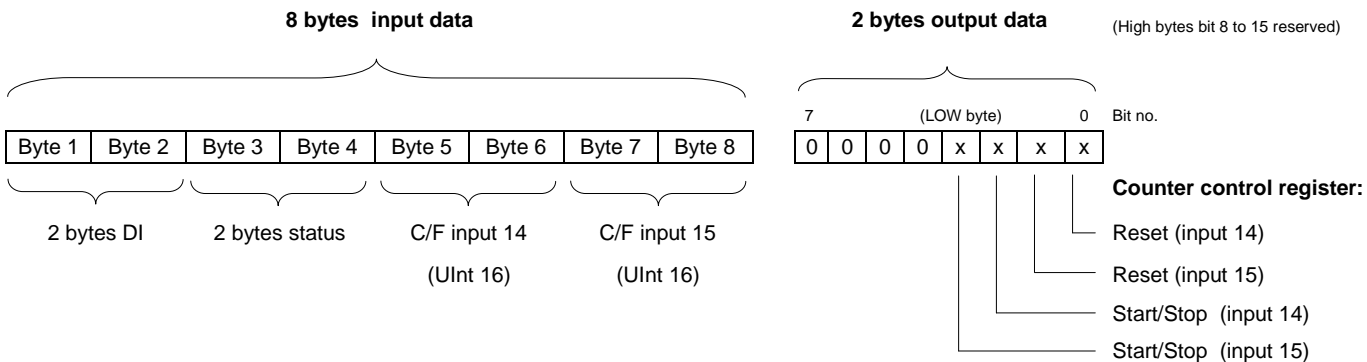 8 bytes input data
2 bytes output data
(High bytes bit 8 to 15 reserved)
7 (LOW byte) 0 Bit no.
Byte 1 Byte 2 Byte 3 Byte 4 Byte 5 Byte 6 Byte 7 Byte 8
0 0 0 0 x x x x
Counter control register:
2 bytes DI
2 bytes status
C/F input 14
(UInt 16)
C/F input 15
(UInt 16)
Reset (input 14)
Reset (input 15)
Start/Stop (input 14)
Start/Stop (input 15)